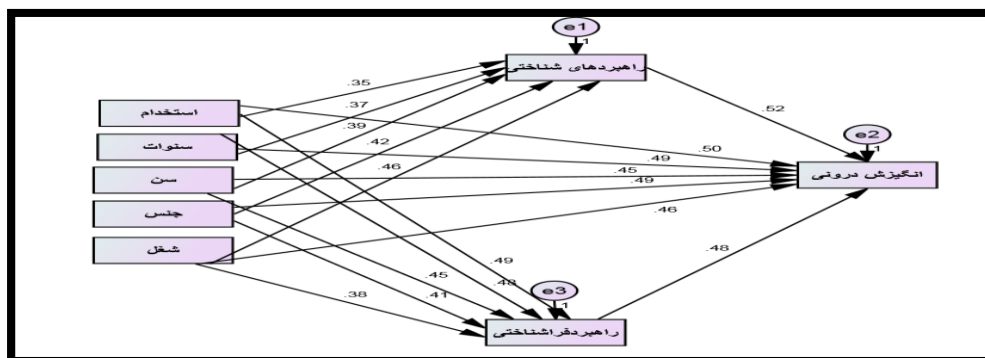 e1
1
راهبردهای شناختی
.35
.37
.39
.42
.46
.52
استخدام
سنوات
سن
جنس
شغل
e2
1
.50
.49
.45
.49
.46
انگیزش درونی
.48
.49
.48
.45
.41
.38
e3
1
راهبردفراشناختی